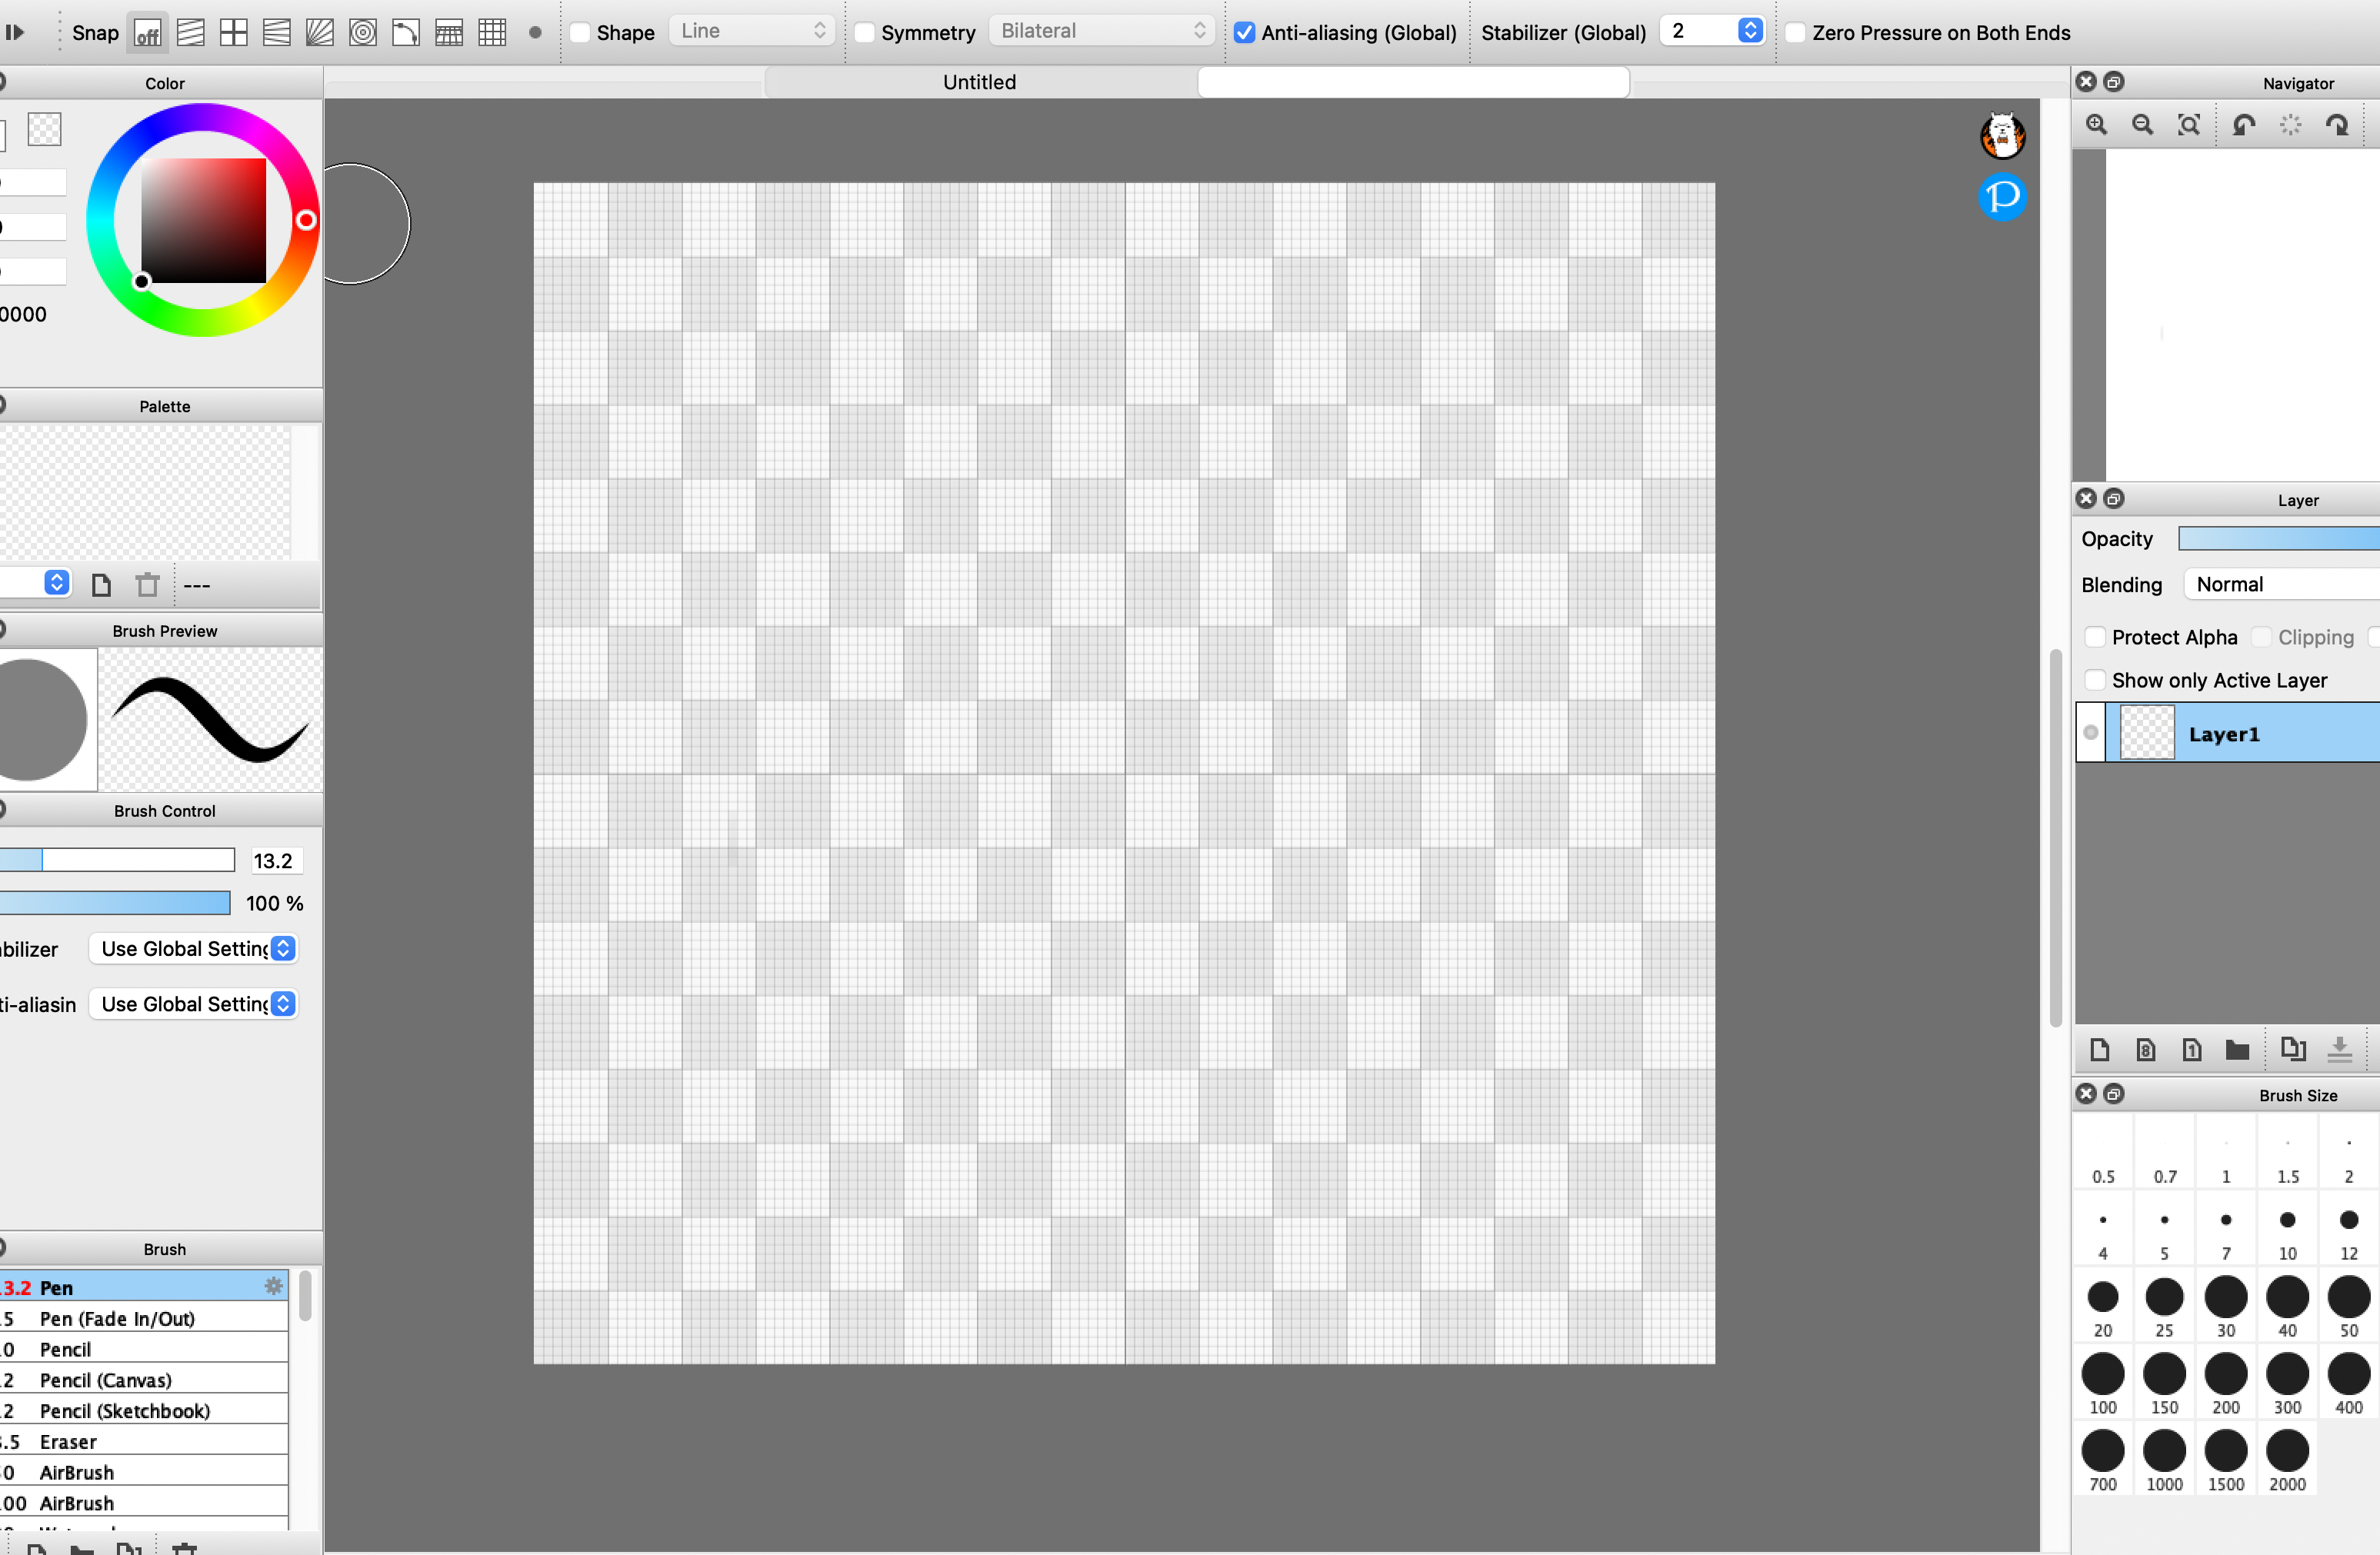 Snap off Shape Line Symmetry Bilateral Anti-aliasing (Global) Stabilizer (Global) 2 Zero Pressure on Both Ends
Color
0000
Palette
---
Brush Preview
Brush Control
13.2
100 %
bilizer Use Global Setting
ti-aliasin Use Global Setting
Brush
3.2 Pen
5 Pen (Fade In/Out)
0 Pencil
2 Pencil (Canvas)
2 Pencil (Sketchbook)
.5 Eraser
0 AirBrush
00 AirBrush
Untitled
P
Navigator
Layer
Opacity
Blending Normal
Protect Alpha Clipping
Show only Active Layer
Layer1
8 1
Brush Size
0.5 0.7 1 1.5 2
4 5 7 10 12
20 25 30 40 50
100 150 200 300 400
700 1000 1500 2000